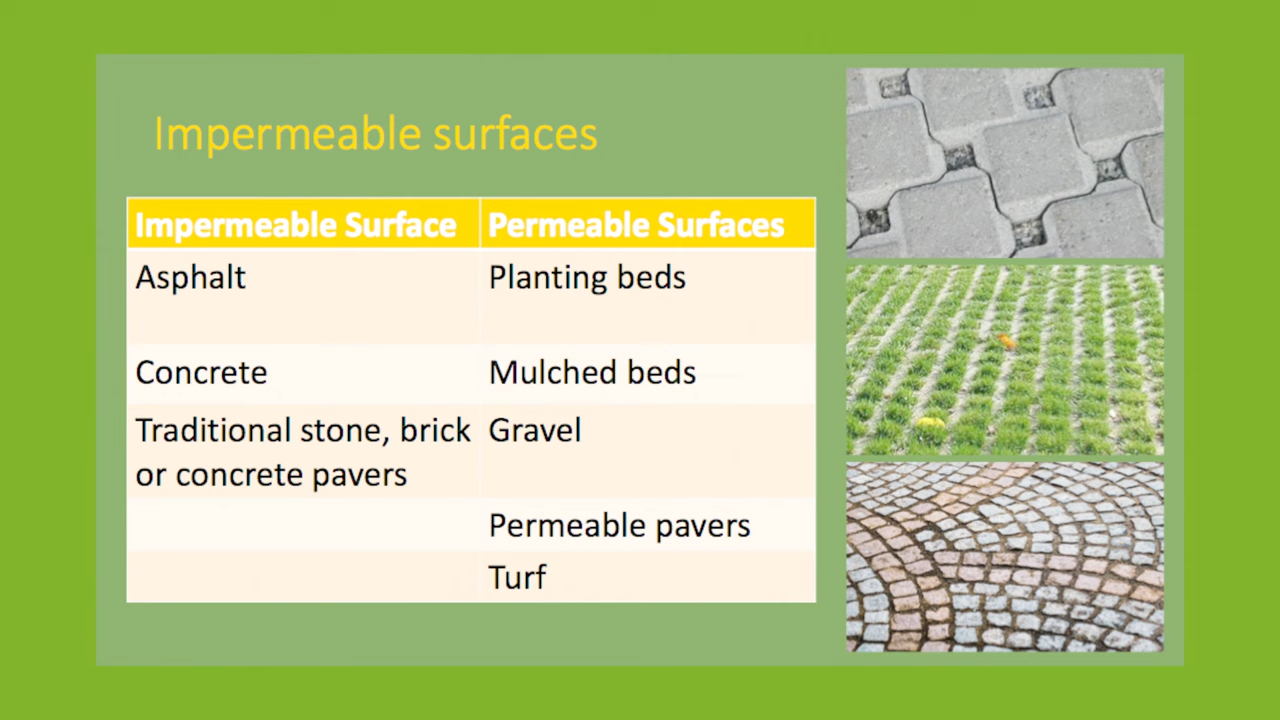 Impermeable surfaces
Impermeable Surface Permeable Surfaces
Asphalt Planting beds
Concrete Mulched beds
Traditional stone, brick Gravel
or concrete pavers
Permeable pavers
Turf